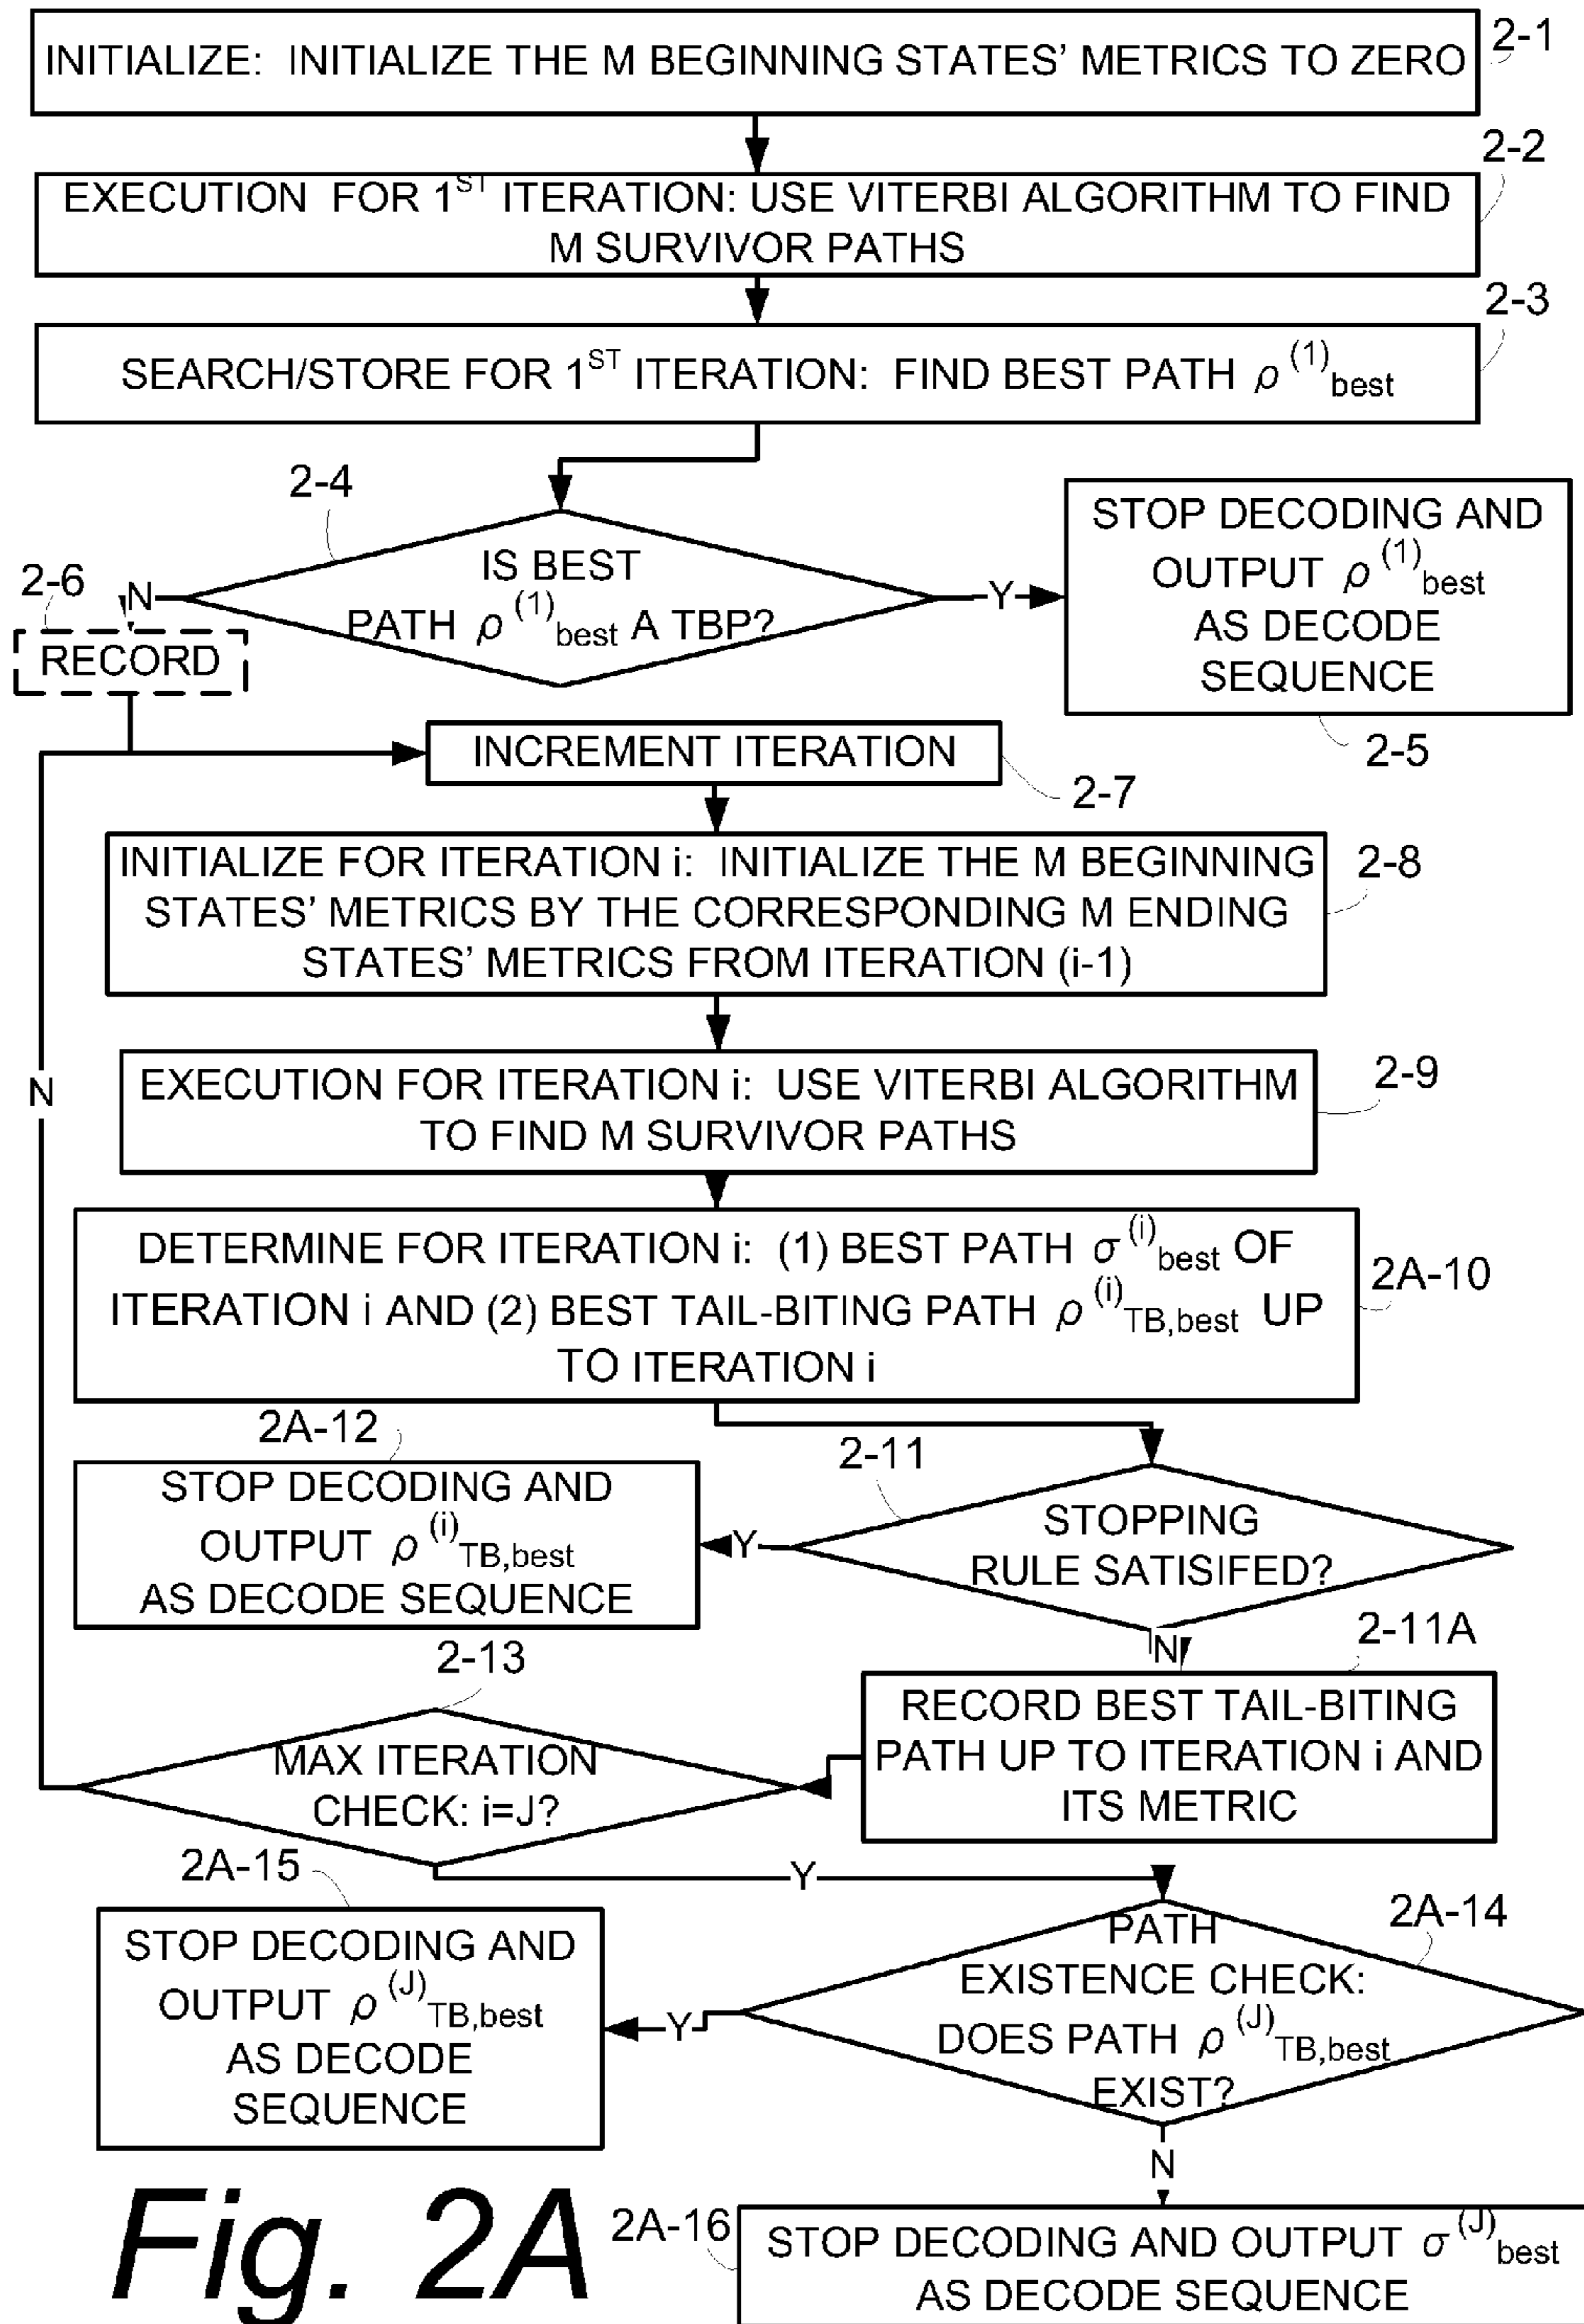 INITIALIZE: INITIALIZE THE M BEGINNING STATES' METRICS TO ZERO
2-1
2-2
EXECUTION FOR 1ST ITERATION: USE VITERBI ALGORITHM TO FIND
M SURVIVOR PATHS
2-3
SEARCH/STORE FOR 1ST ITERATION: FIND BEST PATH ρ(1)best
2-4
IS BEST
PATH ρ(1)best A TBP?
Y
STOP DECODING AND
OUTPUT ρ(1)best
AS DECODE
SEQUENCE
2-5
2-6
N
RECORD
INCREMENT ITERATION
2-7
INITIALIZE FOR ITERATION i: INITIALIZE THE M BEGINNING
STATES' METRICS BY THE CORRESPONDING M ENDING
STATES' METRICS FROM ITERATION (i-1)
2-8
N
EXECUTION FOR ITERATION i: USE VITERBI ALGORITHM
TO FIND M SURVIVOR PATHS
2-9
DETERMINE FOR ITERATION i: (1) BEST PATH σ(i)best OF
ITERATION i AND (2) BEST TAIL-BITING PATH ρ(i)TB,best UP
TO ITERATION i
2A-10
2A-12
STOP DECODING AND
OUTPUT ρ(i)TB,best
AS DECODE SEQUENCE
Y
2-11
STOPPING
RULE SATISIFED?
N
2-11A
RECORD BEST TAIL-BITING
PATH UP TO ITERATION i AND
ITS METRIC
2-13
MAX ITERATION
CHECK: i=J?
Y
2A-15
STOP DECODING AND
OUTPUT ρ(J)TB,best
AS DECODE
SEQUENCE
Y
2A-14
PATH
EXISTENCE CHECK:
DOES PATH ρ(J)TB,best
EXIST?
N
2A-16
STOP DECODING AND OUTPUT σ(J)best
AS DECODE SEQUENCE
Fig. 2A